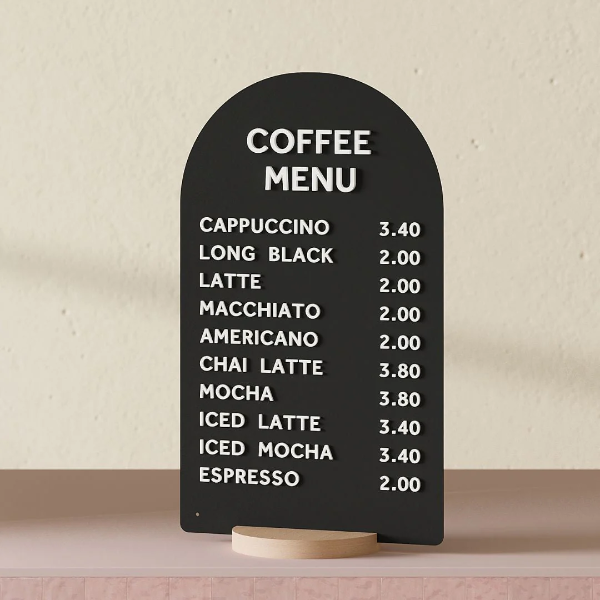 COFFEE
MENU
CAPPUCCINO 3.40
LONG BLACK 2.00
LATTE 2.00
MACCHIATO 2.00
AMERICANO 2.00
CHAI LATTE 3.80
MOCHA 3.80
ICED LATTE 3.40
ICED MOCHA 3.40
ESPRESSO 2.00